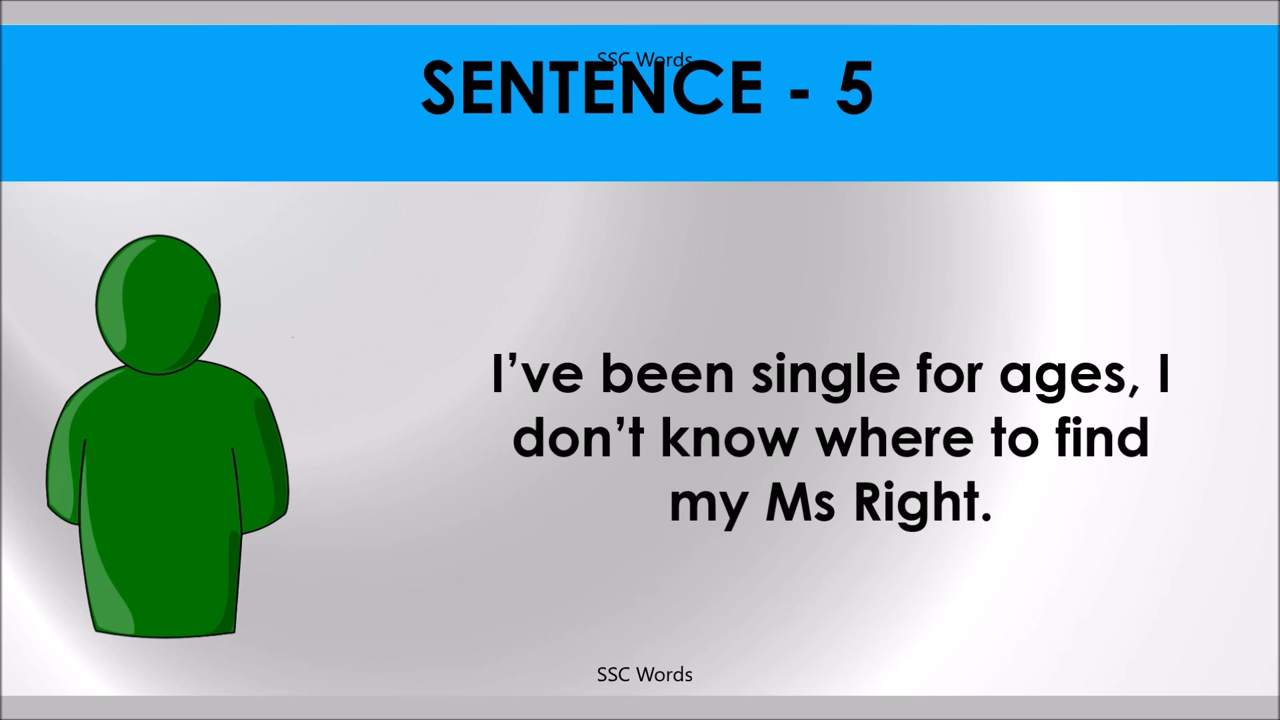 SSC Words
SENTENCE - 5
I’ve been single for ages, I
don’t know where to find
my Ms Right.
SSC Words